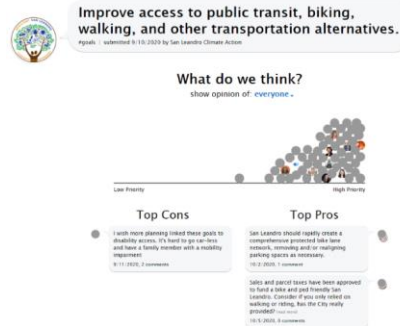 Improve access to public transit, biking,
walking, and other transportation alternatives.
#goals | submitted 9/10/2020 by San Leandro Climate Action
What do we think?
show opinion of: everyone
Low Priority
High Priority
Top Cons
Top Pros
I wish more planning linked these goals to
disability access. It's hard to go car-less
and have a family member with a mobility
impairment
9/11/2020, 2 comments
San Leandro should rapidly create a
comprehensive protected bike lane
network, removing and/or realigning
parking spaces as necessary.
10/2/2020, 1 comment
Sales and parcel taxes have been approved
to fund a bike and ped friendly San
Leandro. Consider if you only relied on
walking or riding, has the City really
provided? read more